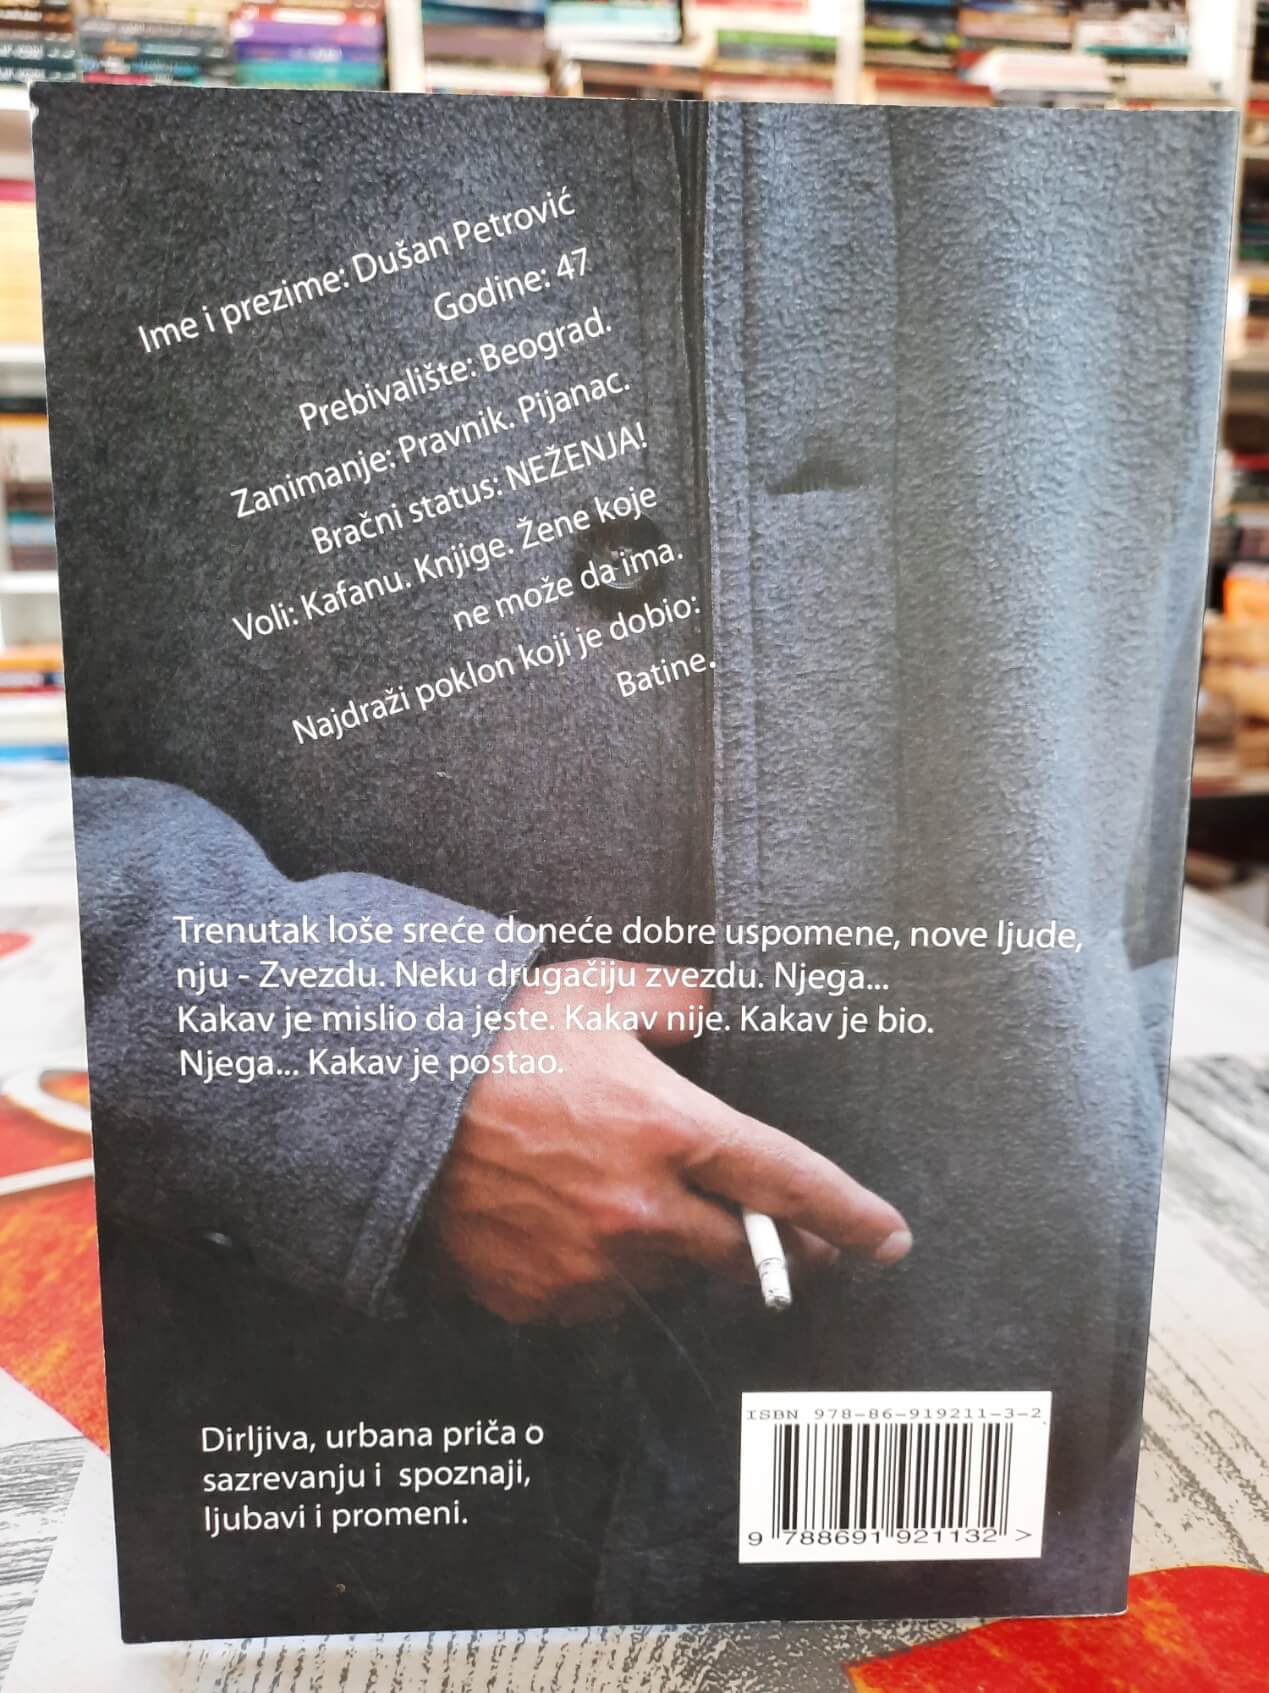 Ime i prezime: Dušan Petrović
Godine: 47
Prebivalište: Beograd.
Zanimanje: Pravnik. Pijanac.
Bračni status: NEŽENJA!
Voli: Kafanu. Knjige. Žene koje
ne može da ima.
Najdraži poklon koji je dobio:
Batine.
Trenutak loše sreće doneće dobre uspomene, nove ljude,
nju - Zvezdu. Neku drugačiju zvezdu. Njega...
Kakav je mislio da jeste. Kakav nije. Kakav je bio.
Njega... Kakav je postao.
Dirljiva, urbana priča o
sazrevanju i spoznaji,
ljubavi i promeni.
ISBN 978-86-919211-3-2
9 788691 921132 >